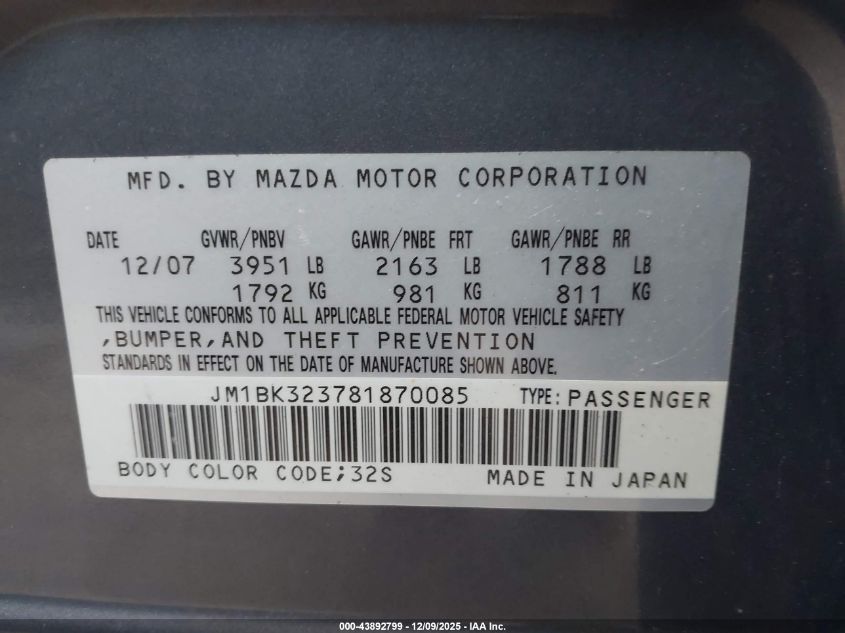 MFD. BY MAZDA MOTOR CORPORATION
DATE GVWR/PNBV GAWR/PNBE FRT GAWR/PNBE RR
12/07 3951 LB 2163 LB 1788 LB
1792 KG 981 KG 811 KG
THIS VEHICLE CONFORMS TO ALL APPLICABLE FEDERAL MOTOR VEHICLE SAFETY
,BUMPER,AND THEFT PREVENTION
STANDARDS IN EFFECT ON THE DATE OF MANUFACTURE SHOWN ABOVE.
JM1BK323781870085 TYPE: PASSENGER
BODY COLOR CODE;32S MADE IN JAPAN
000-43892799 - 12/09/2025 - IAA Inc.